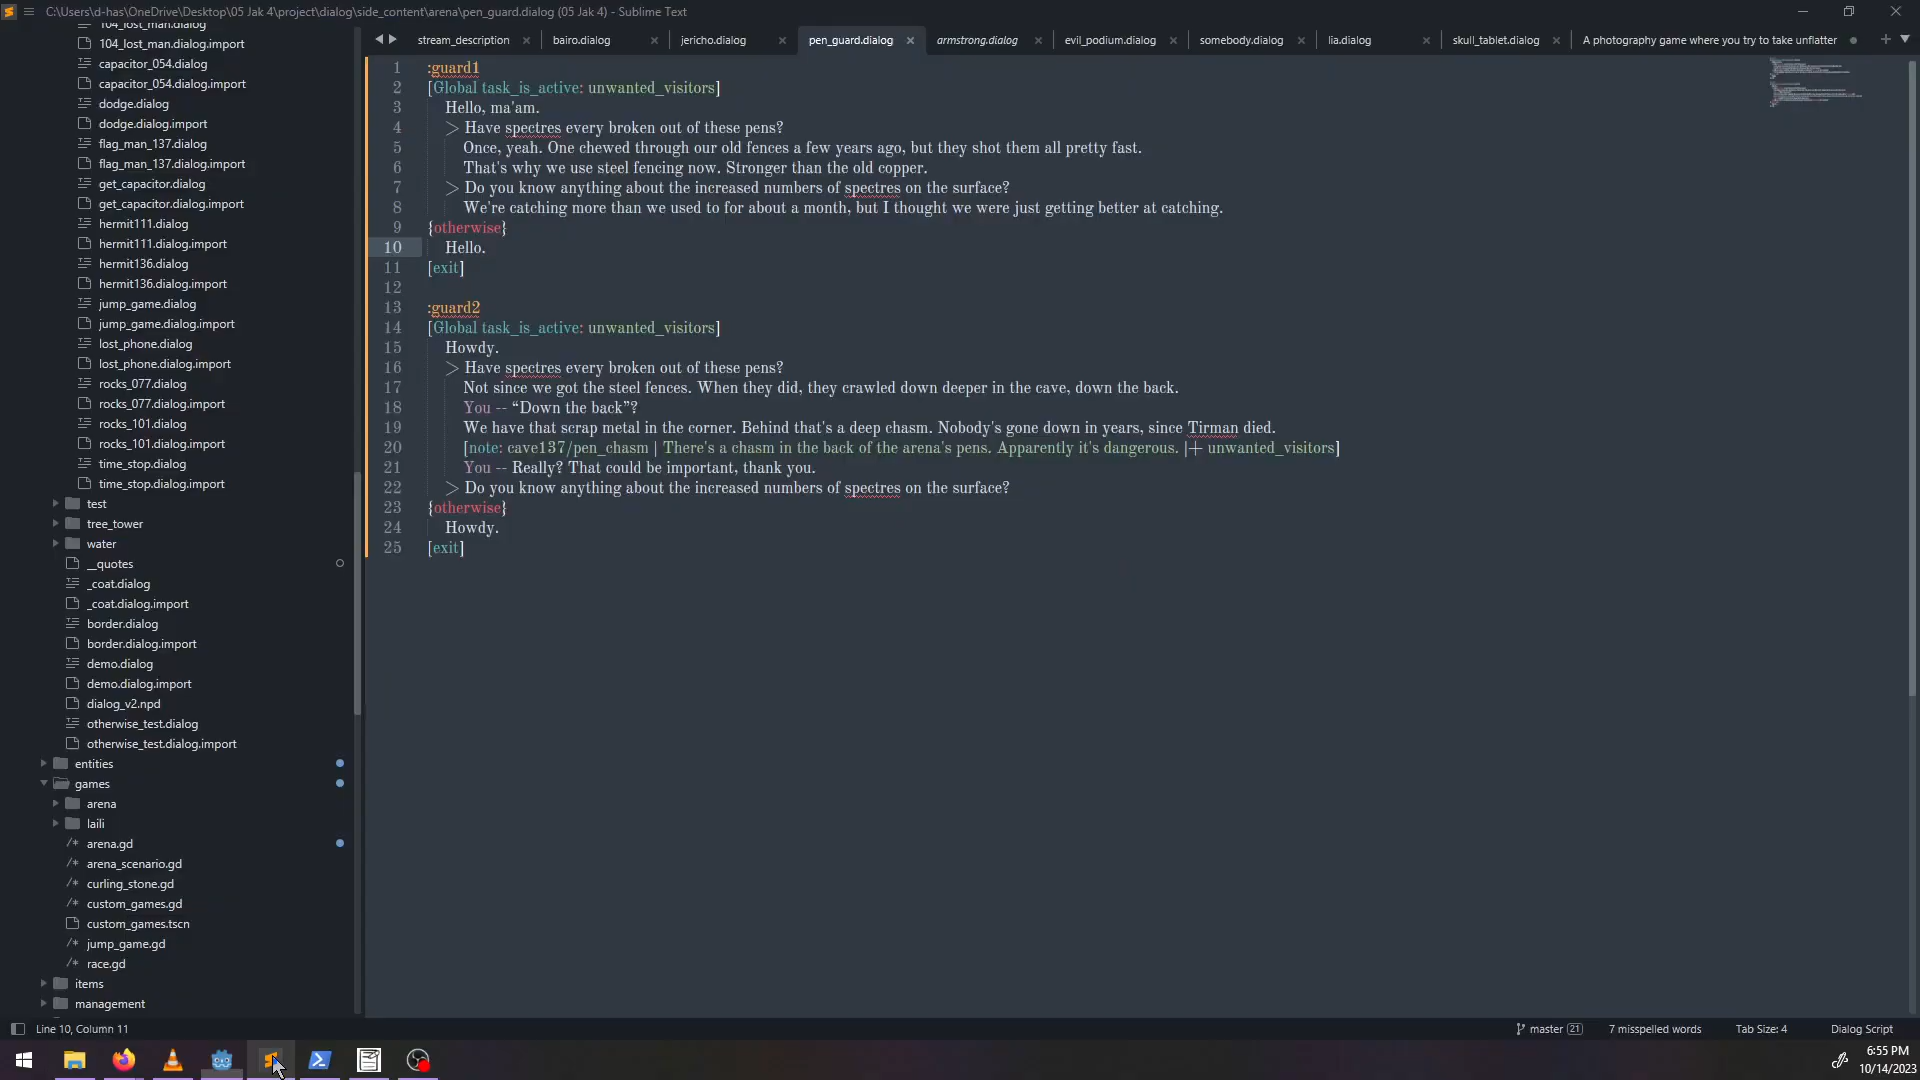 C:\Users\d-has\OneDrive\Desktop\05 Jak 4\project\dialog\side_content\arena\pen_guard.dialog (05 Jak 4) - Sublime Text
stream_description
bairo.dialog
jericho.dialog
pen_guard.dialog
armstrong.dialog
evil_podium.dialog
somebody.dialog
lia.dialog
skull_tablet.dialog
A photography game where you try to take unflatter
104_lost_man.dialog
104_lost_man.dialog.import
capacitor_054.dialog
capacitor_054.dialog.import
dodge.dialog
dodge.dialog.import
flag_man_137.dialog
flag_man_137.dialog.import
get_capacitor.dialog
get_capacitor.dialog.import
hermit111.dialog
hermit111.dialog.import
hermit136.dialog
hermit136.dialog.import
jump_game.dialog
jump_game.dialog.import
lost_phone.dialog
lost_phone.dialog.import
rocks_077.dialog
rocks_077.dialog.import
rocks_101.dialog
rocks_101.dialog.import
time_stop.dialog
time_stop.dialog.import
test
tree_tower
water
__quotes
_coat.dialog
_coat.dialog.import
border.dialog
border.dialog.import
demo.dialog
demo.dialog.import
dialog_v2.npd
otherwise_test.dialog
otherwise_test.dialog.import
entities
games
arena
laili
arena.gd
arena_scenario.gd
curling_stone.gd
custom_games.gd
custom_games.tscn
jump_game.gd
race.gd
items
management
1 :guard1
2 [Global task_is_active: unwanted_visitors]
3 Hello, ma'am.
4 > Have spectres every broken out of these pens?
5 Once, yeah. One chewed through our old fences a few years ago, but they shot them all pretty fast.
6 That's why we use steel fencing now. Stronger than the old copper.
7 > Do you know anything about the increased numbers of spectres on the surface?
8 We're catching more than we used to for about a month, but I thought we were just getting better at catching.
9 {otherwise}
10 Hello.
11 [exit]
12
13 :guard2
14 [Global task_is_active: unwanted_visitors]
15 Howdy.
16 > Have spectres every broken out of these pens?
17 Not since we got the steel fences. When they did, they crawled down deeper in the cave, down the back.
18 You -- “Down the back”?
19 We have that scrap metal in the corner. Behind that's a deep chasm. Nobody's gone down in years, since Tirman died.
20 [note: cave137/pen_chasm | There's a chasm in the back of the arena's pens. Apparently it's dangerous. |+ unwanted_visitors]
21 You -- Really? That could be important, thank you.
22 > Do you know anything about the increased numbers of spectres on the surface?
23 {otherwise}
24 Howdy.
25 [exit]
Line 10, Column 11
master 21
7 misspelled words
Tab Size: 4
Dialog Script
6:55 PM
10/14/2023